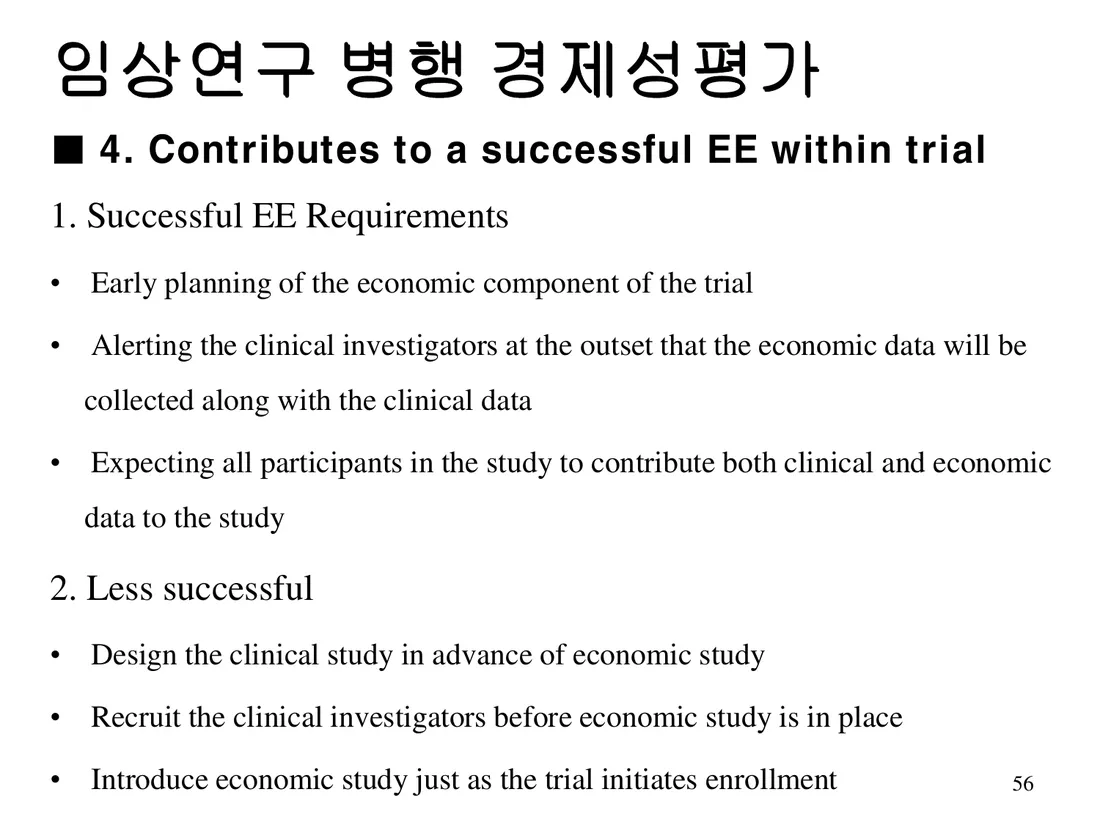 임상연구 병행 경제성평가
■ 4. Contributes to a successful EE within trial
1. Successful EE Requirements
• Early planning of the economic component of the trial
• Alerting the clinical investigators at the outset that the economic data will be
collected along with the clinical data
• Expecting all participants in the study to contribute both clinical and economic
data to the study
2. Less successful
• Design the clinical study in advance of economic study
• Recruit the clinical investigators before economic study is in place
• Introduce economic study just as the trial initiates enrollment
56